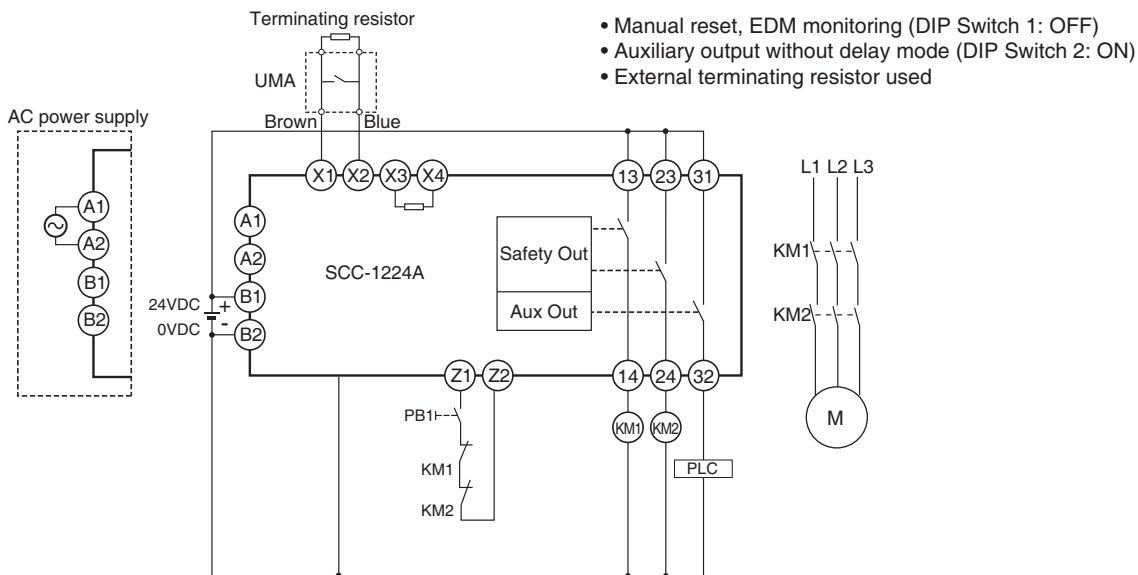 Terminating resistor
• Manual reset, EDM monitoring (DIP Switch 1: OFF)
• Auxiliary output without delay mode (DIP Switch 2: ON)
• External terminating resistor used
UMA
AC power supply
Brown
Blue
X1
X2
X3
X4
13
23
31
L1 L2 L3
A1
A2
B1
B2
A1
A2
B1
B2
SCC-1224A
Safety Out
Aux Out
KM1
KM2
24VDC
+
0VDC
-
Z1
Z2
14
24
32
PB1
KM1
KM2
KM1
KM2
PLC
M